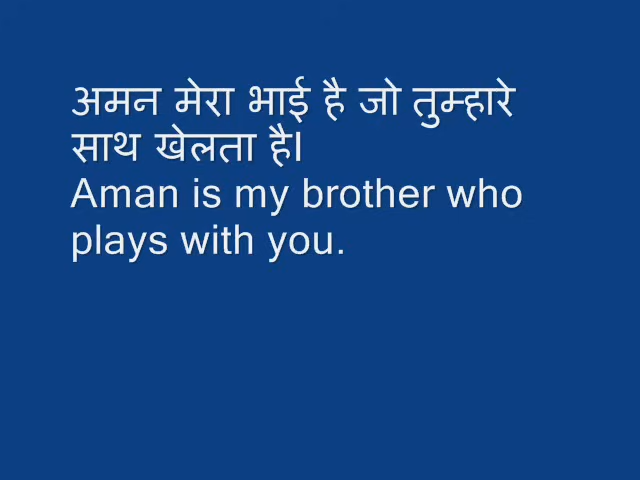 अमन मेरा भाई है जो तुम्हारे
साथ खेलता है।
Aman is my brother who
plays with you.